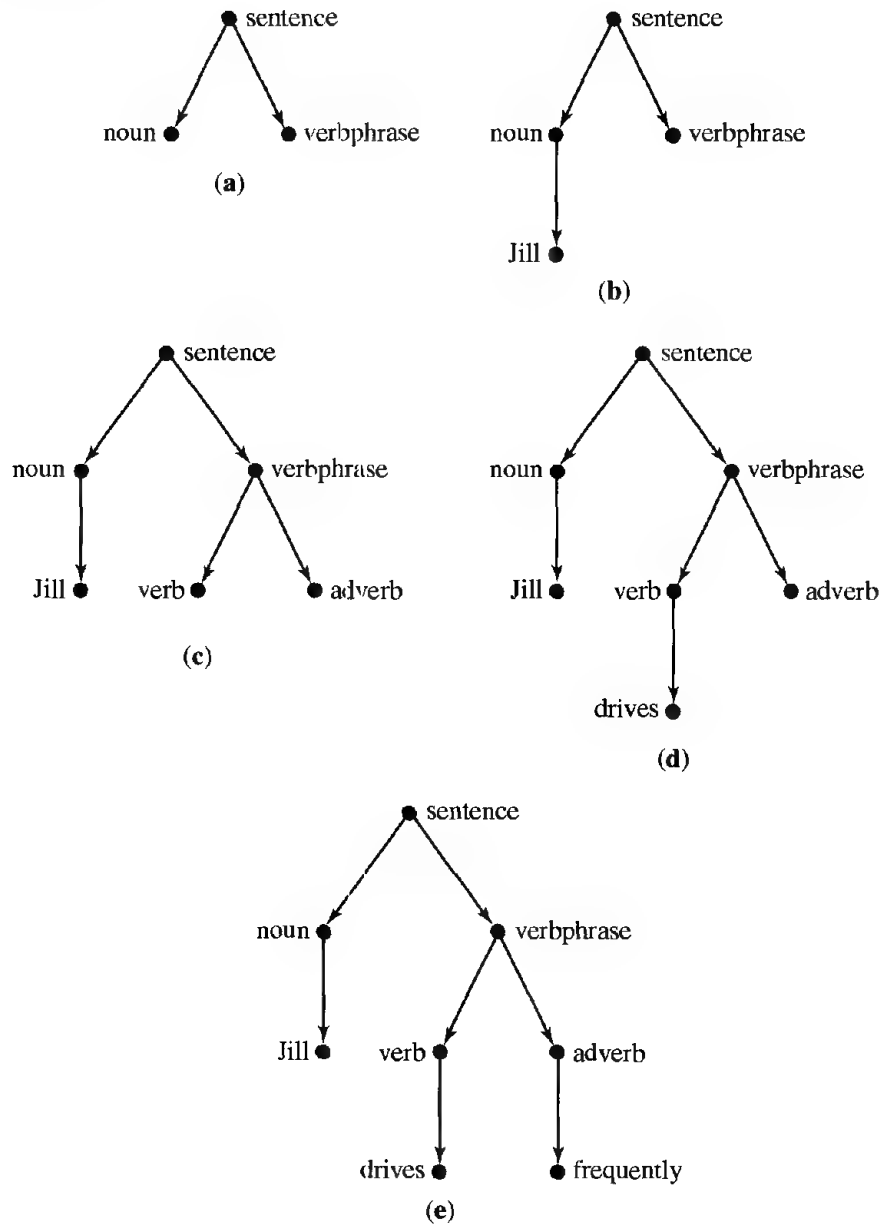 sentence
noun verbphrase
(a)
sentence
noun verbphrase
Jill
(b)
sentence
noun verbphrase
Jill verb adverb
(c)
sentence
noun verbphrase
Jill verb adverb
drives
(d)
sentence
noun verbphrase
Jill verb adverb
drives frequently
(e)